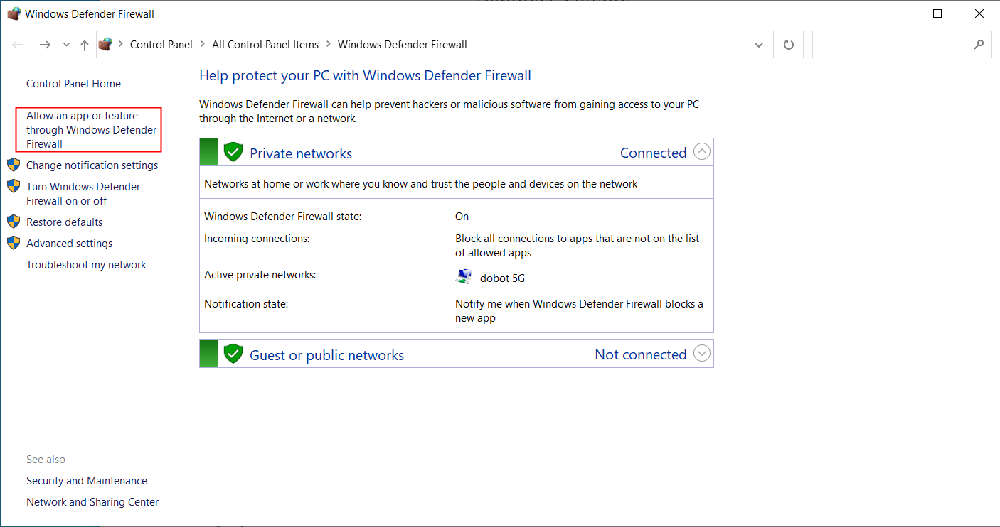 Windows Defender Firewall
Control Panel > All Control Panel Items > Windows Defender Firewall
Control Panel Home
Allow an app or feature
through Windows Defender
Firewall
Change notification settings
Turn Windows Defender
Firewall on or off
Restore defaults
Advanced settings
Troubleshoot my network
See also
Security and Maintenance
Network and Sharing Center
Help protect your PC with Windows Defender Firewall
Windows Defender Firewall can help prevent hackers or malicious software from gaining access to your PC
through the Internet or a network.
Private networks Connected
Networks at home or work where you know and trust the people and devices on the network
Windows Defender Firewall state: On
Incoming connections: Block all connections to apps that are not on the list
of allowed apps
Active private networks: dobot 5G
Notification state: Notify me when Windows Defender Firewall blocks a
new app
Guest or public networks Not connected